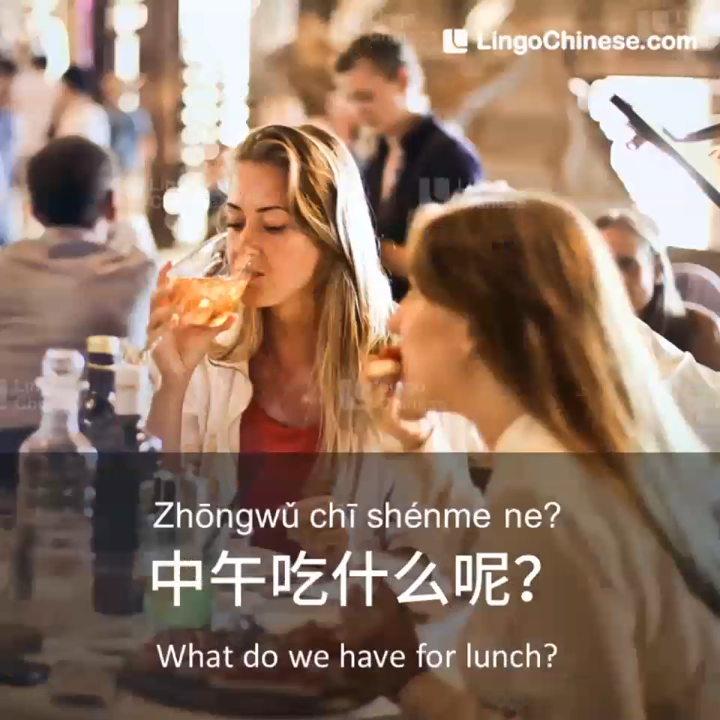 LingoChinese.com
Zhōngwǔ chī shénme ne?
中午吃什么呢？
What do we have for lunch?